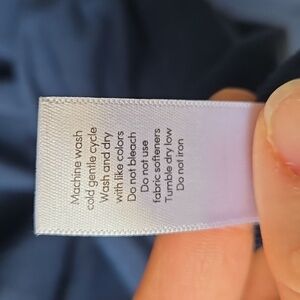 Machine wash
cold gentle cycle
Wash and dry
with like colors
Do not bleach
Do not use
fabric softeners
Tumble dry low
Do not iron